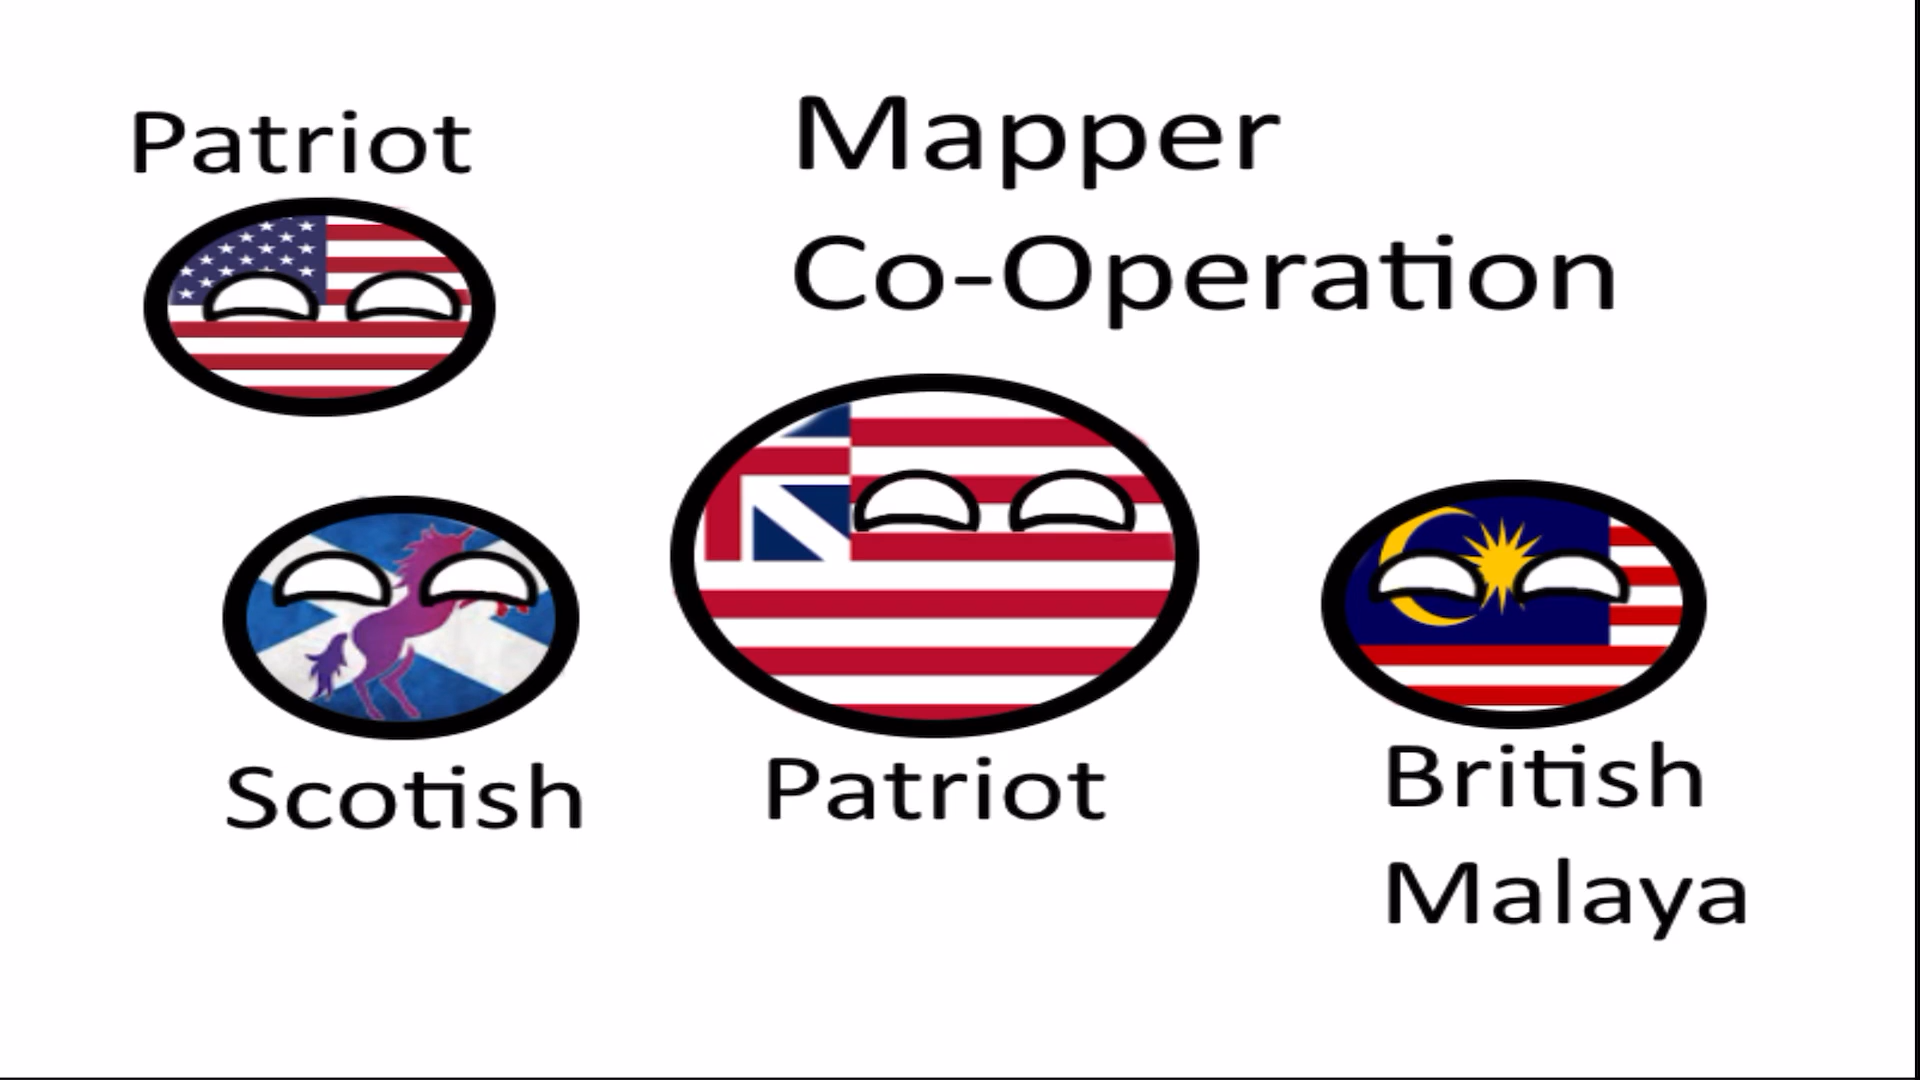 Patriot
Mapper
Co-Operation
Scotish
Patriot
British
Malaya